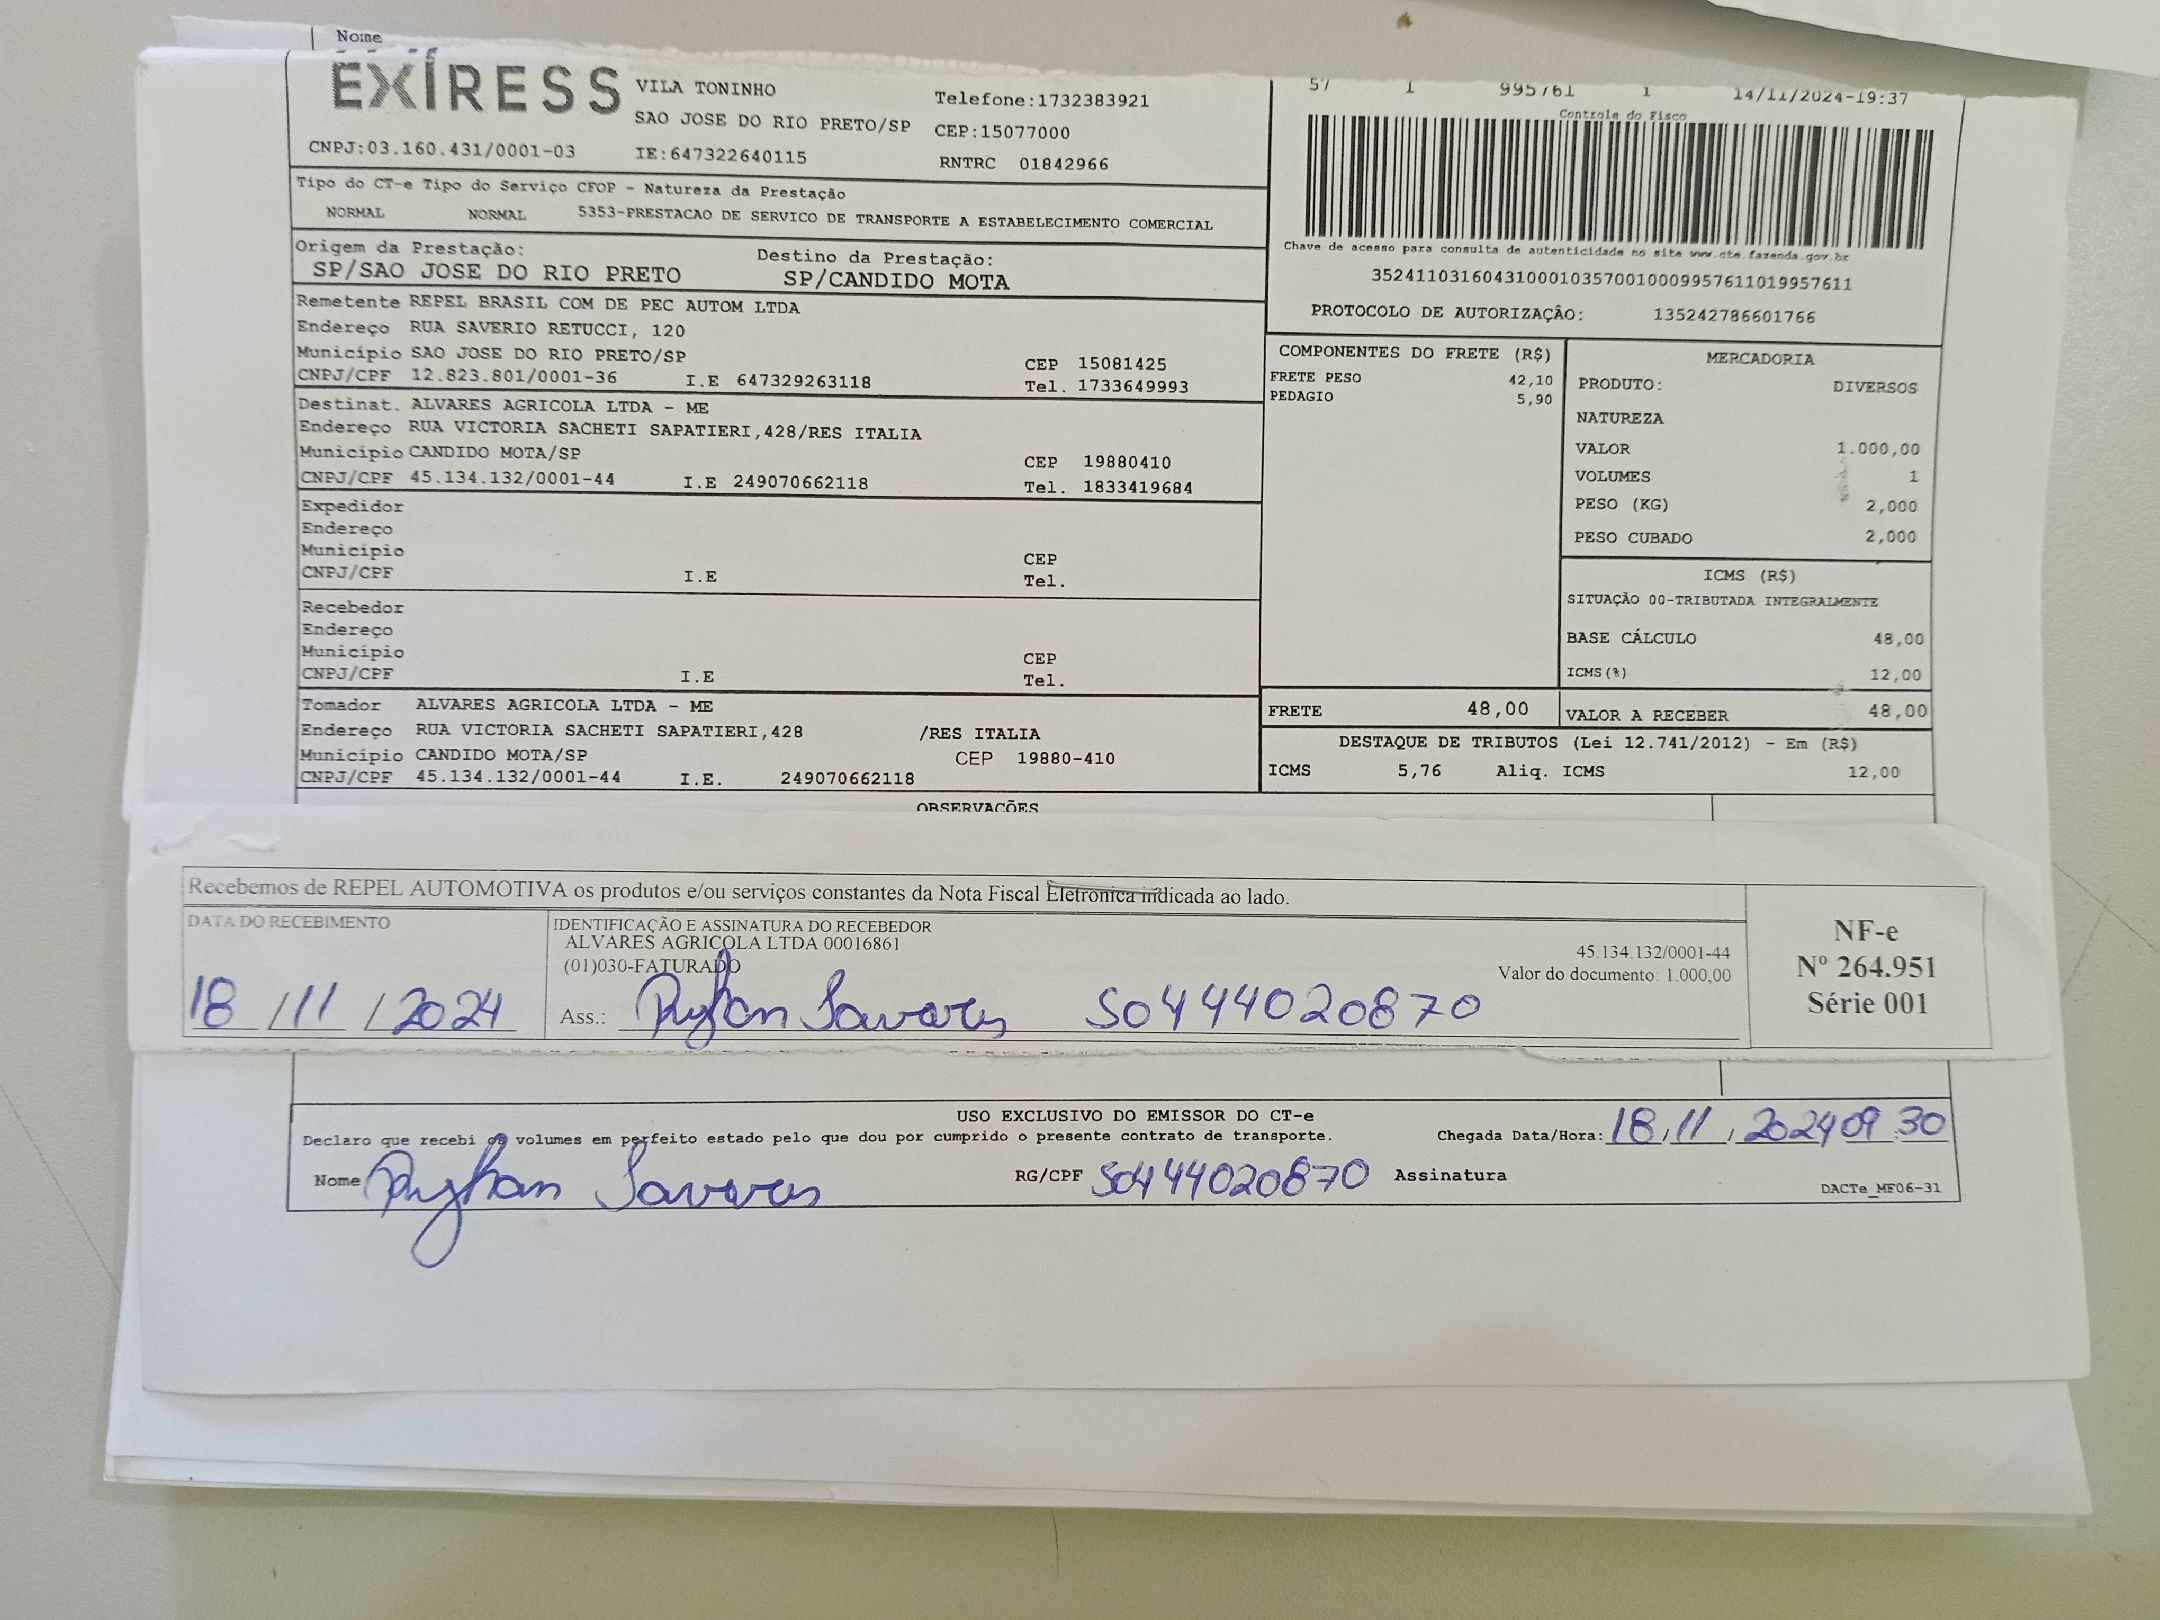 Nome
EXÍRESS
VILA TONINHO
SAO JOSE DO RIO PRETO/SP
Telefone:1732383921
CEP:15077000
CNPJ:03.160.431/0001-03 IE:647322640115 RNTRC 01842966
57 1 995761 1 14/11/2024-19:37
Controle do Fisco
Chave de acesso para consulta de autenticidade no site www.cte.fazenda.gov.br
35241103160431000103570010009957611019957611
PROTOCOLO DE AUTORIZAÇÂO: 135242786601766
Tipo do CT-e Tipo do Serviço CFOP - Natureza da Prestação
NORMAL NORMAL 5353-PRESTACAO DE SERVICO DE TRANSPORTE A ESTABELECIMENTO COMERCIAL
Origem da Prestação: Destino da Prestação:
SP/SAO JOSE DO RIO PRETO SP/CANDIDO MOTA
Remetente REPEL BRASIL COM DE PEC AUTOM LTDA
Endereço RUA SAVERIO RETUCCI, 120
Município SAO JOSE DO RIO PRETO/SP CEP 15081425
CNPJ/CPF 12.823.801/0001-36 I.E 647329263118 Tel. 1733649993
Destinat. ALVARES AGRICOLA LTDA - ME
Endereço RUA VICTORIA SACHETI SAPATIERI,428/RES ITALIA
Município CANDIDO MOTA/SP CEP 19880410
CNPJ/CPF 45.134.132/0001-44 I.E 249070662118 Tel. 1833419684
Expedidor
Endereço
Município CEP
CNPJ/CPF I.E Tel.
Recebedor
Endereço
Município CEP
CNPJ/CPF I.E Tel.
Tomador ALVARES AGRICOLA LTDA - ME
Endereço RUA VICTORIA SACHETI SAPATIERI,428 /RES ITALIA
Município CANDIDO MOTA/SP CEP 19880-410
CNPJ/CPF 45.134.132/0001-44 I.E. 249070662118
COMPONENTES DO FRETE (R$)
FRETE PESO 42,10
PEDAGIO 5,90
MERCADORIA
PRODUTO: DIVERSOS
NATUREZA
VALOR 1.000,00
VOLUMES 1
PESO (KG) 2,000
PESO CUBADO 2,000
ICMS (R$)
SITUAÇÃO 00-TRIBUTADA INTEGRALMENTE
BASE CÁLCULO 48,00
ICMS(%) 12,00
FRETE 48,00 VALOR A RECEBER 48,00
DESTAQUE DE TRIBUTOS (Lei 12.741/2012) - Em (R$)
ICMS 5,76 Aliq. ICMS 12,00
OBSERVAÇÕES
Recebemos de REPEL AUTOMOTIVA os produtos e/ou serviços constantes da Nota Fiscal Eletronica indicada ao lado.
DATA DO RECEBIMENTO
18/11/2024
IDENTIFICAÇÃO E ASSINATURA DO RECEBEDOR
ALVARES AGRICOLA LTDA 00016861 45.134.132/0001-44
(01)030-FATURADO Valor do documento: 1.000,00
Ass.: 50444020870
NF-e
Nº 264.951
Série 001
USO EXCLUSIVO DO EMISSOR DO CT-e
Declaro que recebi os volumes em perfeito estado pelo que dou por cumprido o presente contrato de transporte. Chegada Data/Hora: 18/11/2024 09:30
Nome RG/CPF 50444020870 Assinatura
DACTe_MF06-31